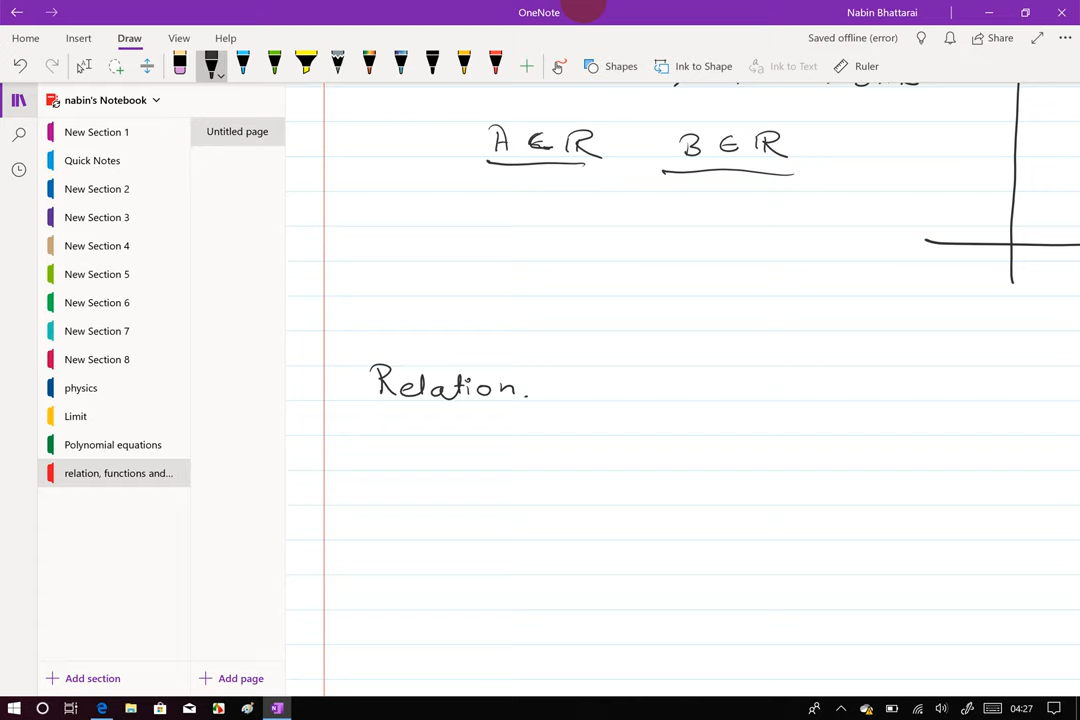 OneNote
Nabin Bhattarai
Home Insert Draw View Help
Saved offline (error) Share
Shapes Ink to Shape Ink to Text Ruler
nabin's Notebook
Untitled page
New Section 1
Quick Notes
New Section 2
New Section 3
New Section 4
New Section 5
New Section 6
New Section 7
New Section 8
physics
Limit
Polynomial equations
relation, functions and...
A ∈ ℝ B ∈ ℝ
Relation.
Add section Add page
04:27